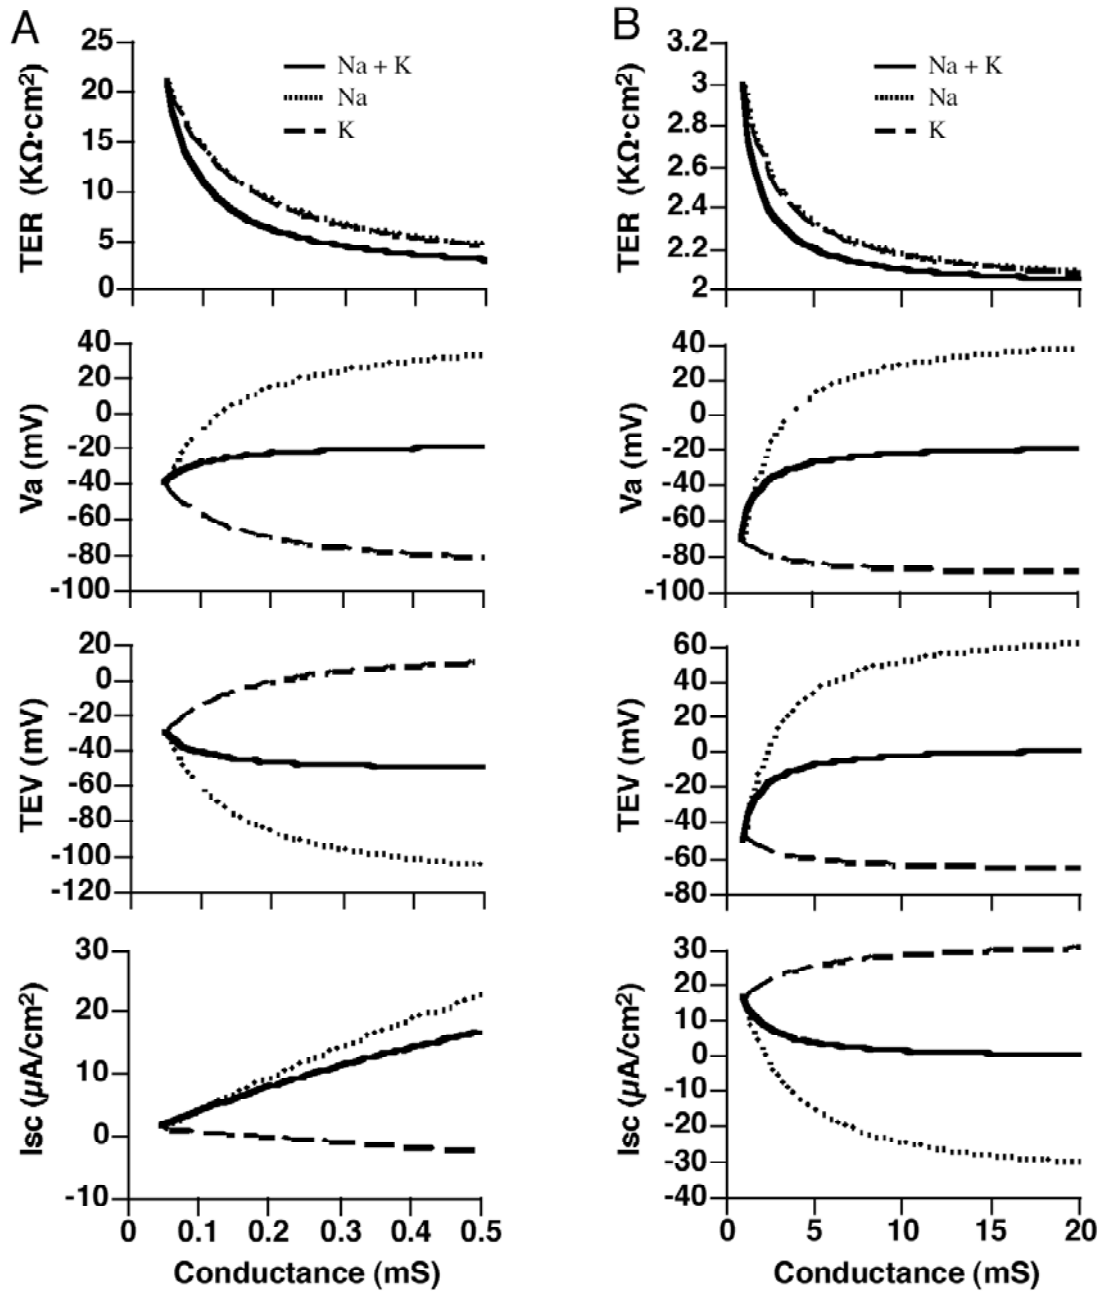 A
TER (KΩ•cm²)
25
20
15
10
5
0
Na + K
Na
K
Va (mV)
40
20
0
-20
-40
-60
-80
-100
TEV (mV)
20
0
-20
-40
-60
-80
-100
-120
Isc (µA/cm²)
30
20
10
0
-10
0 0.1 0.2 0.3 0.4 0.5
Conductance (mS)
B
TER (KΩ•cm²)
3.2
3
2.8
2.6
2.4
2.2
2
Na + K
Na
K
Va (mV)
40
20
0
-20
-40
-60
-80
-100
TEV (mV)
60
40
20
0
-20
-40
-60
-80
Isc (µA/cm²)
30
20
10
0
-10
-20
-30
-40
0 5 10 15 20
Conductance (mS)